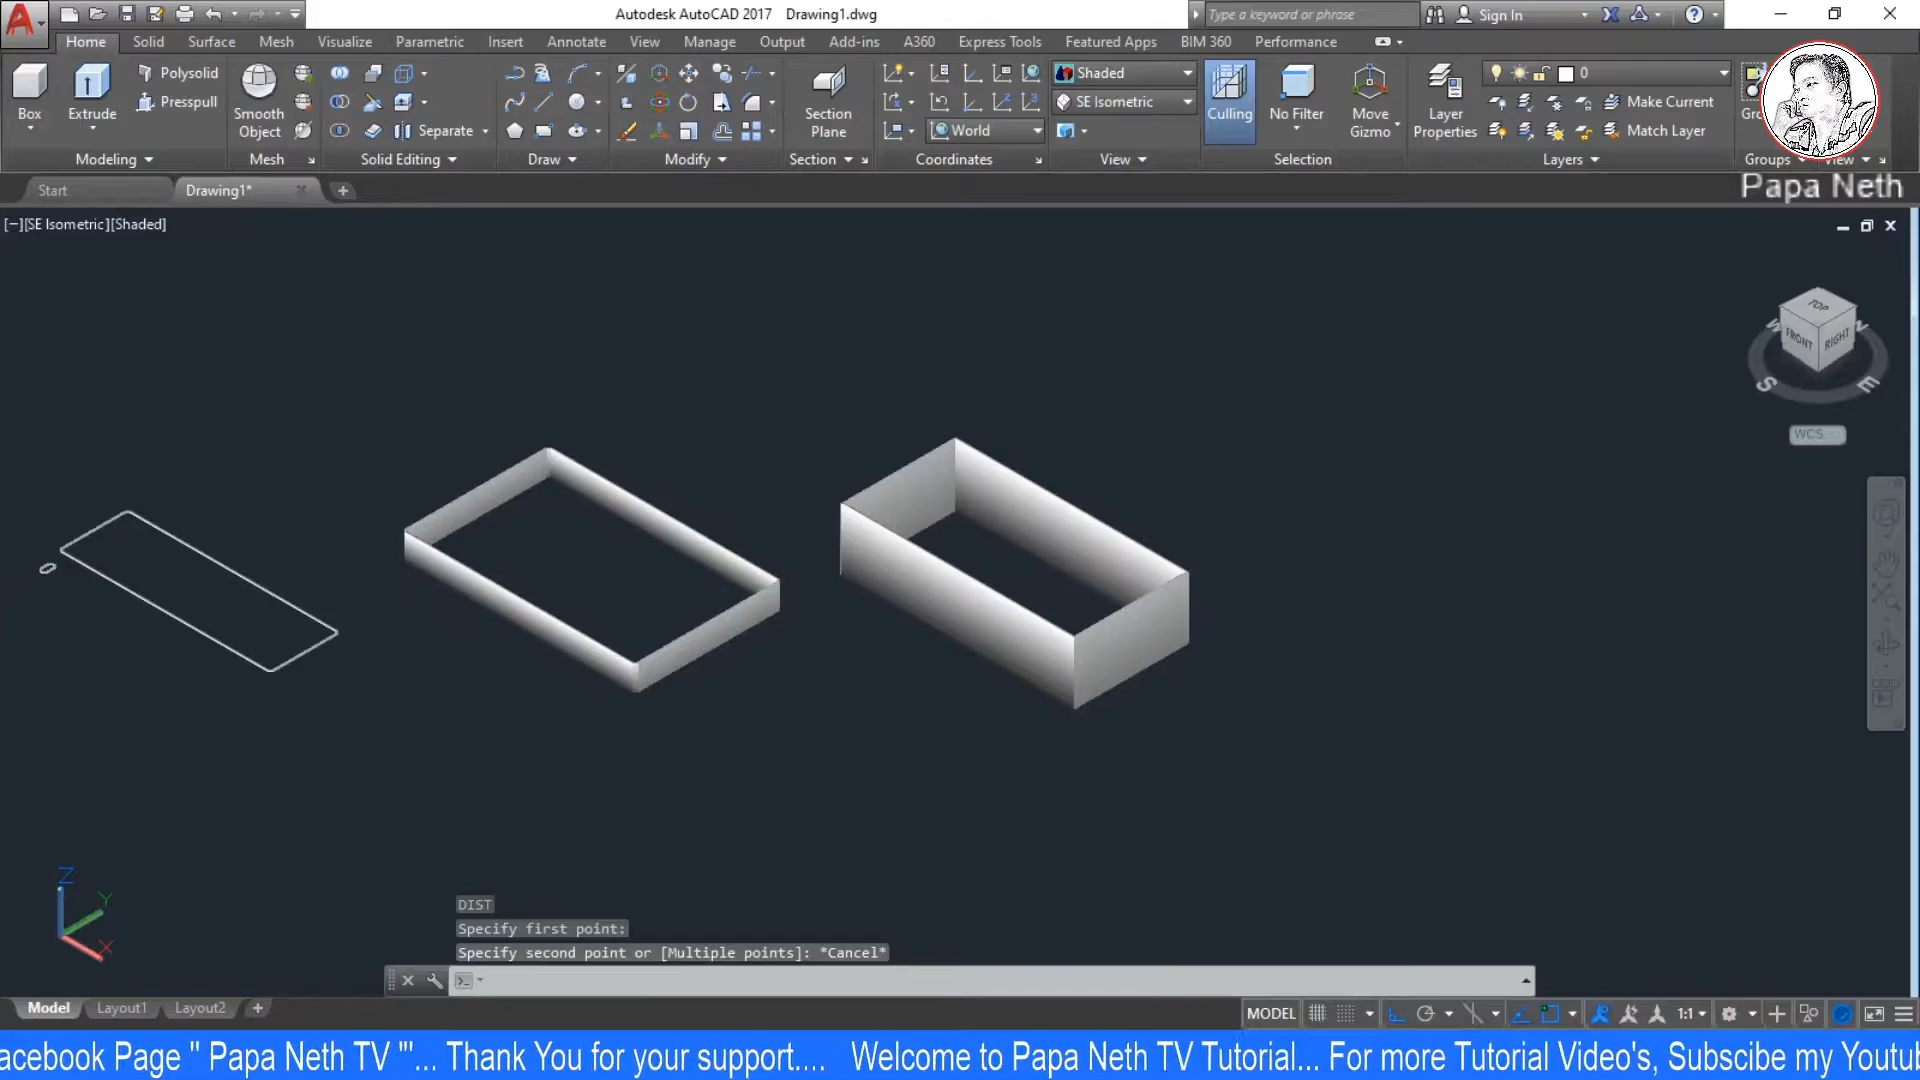 Autodesk AutoCAD 2017 Drawing1.dwg
Type a keyword or phrase
Sign In
Home Solid Surface Mesh Visualize Parametric Insert Annotate View Manage Output Add-ins A360 Express Tools Featured Apps BIM 360 Performance
Box
Extrude
Polysolid
Presspull
Modeling
Smooth
Object
Mesh
Separate
Solid Editing
Draw
Modify
Section
Plane
Section
World
Coordinates
Shaded
SE Isometric
View
Culling
No Filter
Move
Gizmo
Selection
Layer
Properties
0
Make Current
Match Layer
Layers
Groups
View
Papa Neth
Start
Drawing1*
[−][SE Isometric][Shaded]
TOP
FRONT
RIGHT
W
N
S
E
WCS
Z
Y
X
DIST
Specify first point:
Specify second point or [Multiple points]: *Cancel*
Model Layout1 Layout2
MODEL
1:1
acebook Page " Papa Neth TV "'... Thank You for your support.... Welcome to Papa Neth TV Tutorial... For more Tutorial Video's, Subscibe my Youtub